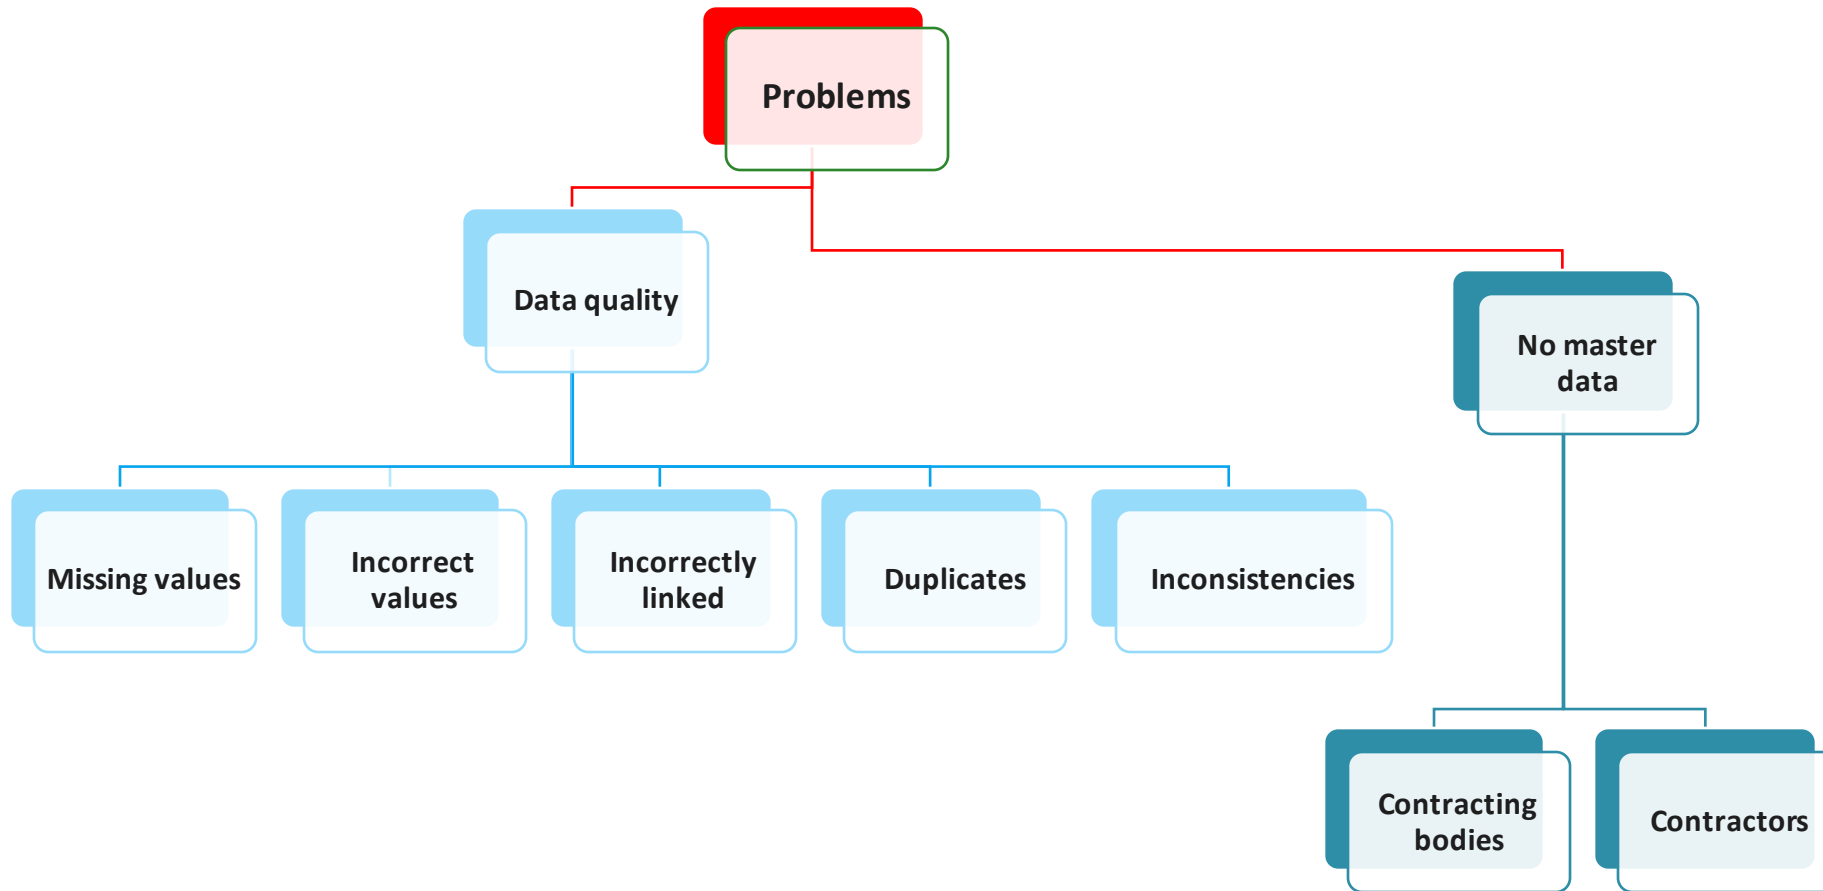 Problems
Data quality
No master
data
Missing values
Incorrect
values
Incorrectly
linked
Duplicates
Inconsistencies
Contracting
bodies
Contractors